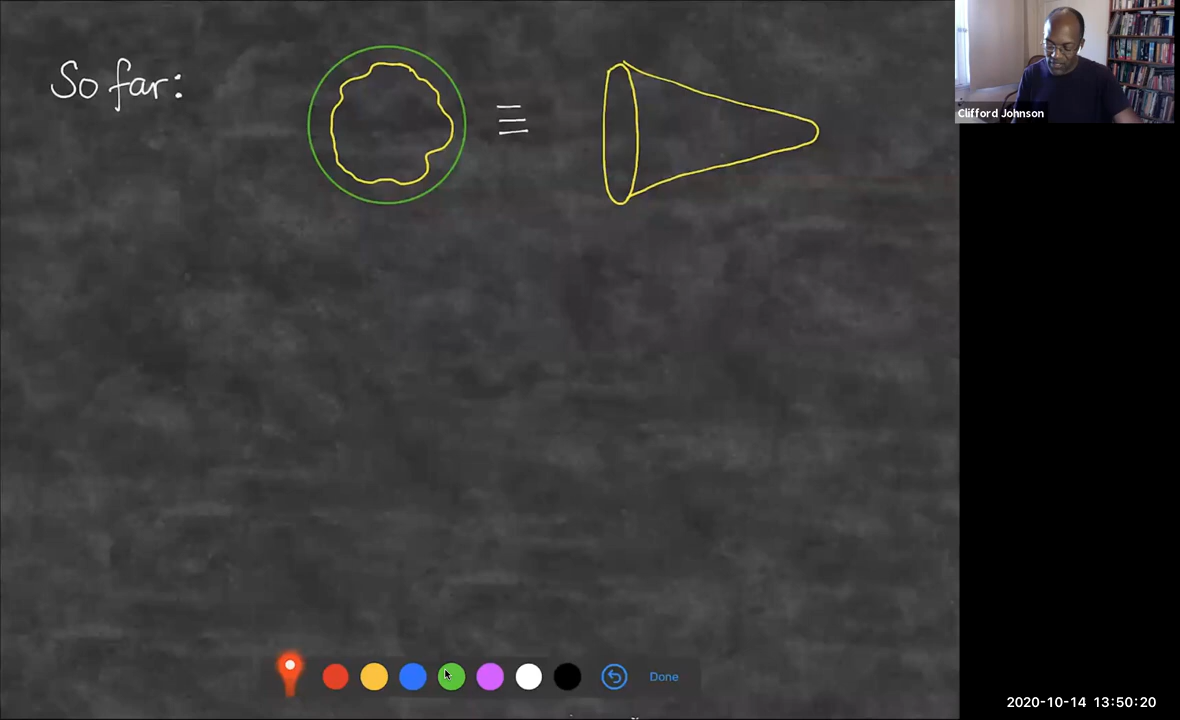 So far:
≡
Clifford Johnson
Done
2020-10-14 13:50:20